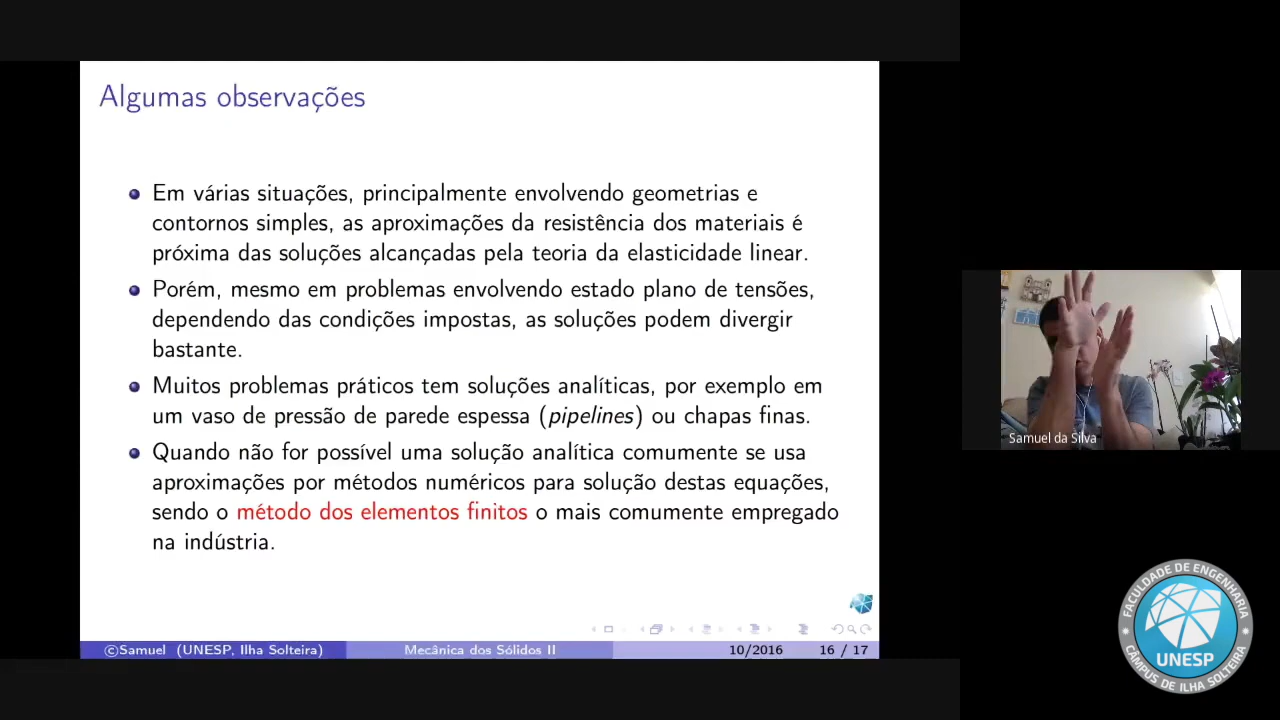 Algumas observações
Em várias situações, principalmente envolvendo geometrias e
contornos simples, as aproximações da resistência dos materiais é
próxima das soluções alcançadas pela teoria da elasticidade linear.
Porém, mesmo em problemas envolvendo estado plano de tensões,
dependendo das condições impostas, as soluções podem divergir
bastante.
Muitos problemas práticos tem soluções analíticas, por exemplo em
um vaso de pressão de parede espessa (pipelines) ou chapas finas.
Quando não for possível uma solução analítica comumente se usa
aproximações por métodos numéricos para solução destas equações,
sendo o método dos elementos finitos o mais comumente empregado
na indústria.
©Samuel (UNESP, Ilha Solteira)
Mecânica dos Sólidos II
10/2016
16 / 17
Samuel da Silva
FACULDADE DE ENGENHARIA
UNESP
CÂMPUS DE ILHA SOLTEIRA